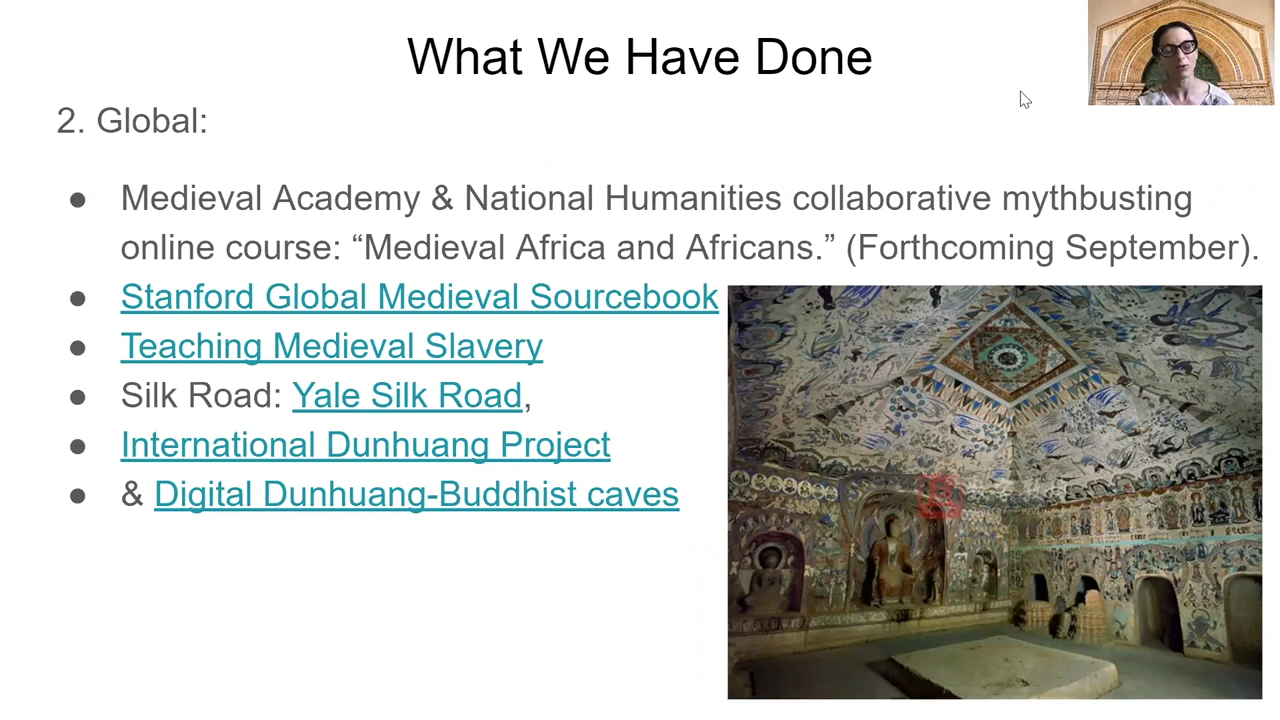 What We Have Done
2. Global:
● Medieval Academy & National Humanities collaborative mythbusting
online course: “Medieval Africa and Africans.” (Forthcoming September).
● Stanford Global Medieval Sourcebook
● Teaching Medieval Slavery
● Silk Road: Yale Silk Road,
● International Dunhuang Project
● & Digital Dunhuang-Buddhist caves